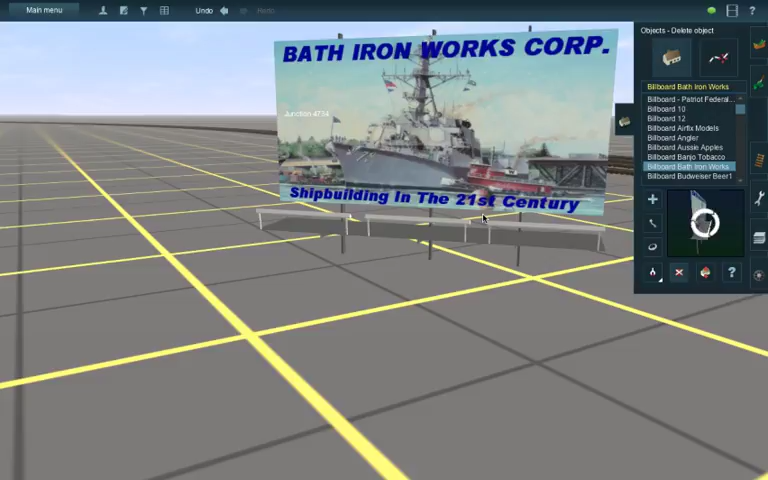 Main menu
Undo
Redo
BATH IRON WORKS CORP.
Junction 4734
Shipbuilding In The 21st Century
Objects - Delete object
Billboard Bath Iron Works
Billboard - Patriot Federal...
Billboard 10
Billboard 12
Billboard Airfix Models
Billboard Angler
Billboard Aussie Apples
Billboard Banjo Tobacco
Billboard Bath Iron Works
Billboard Budweiser Beer1